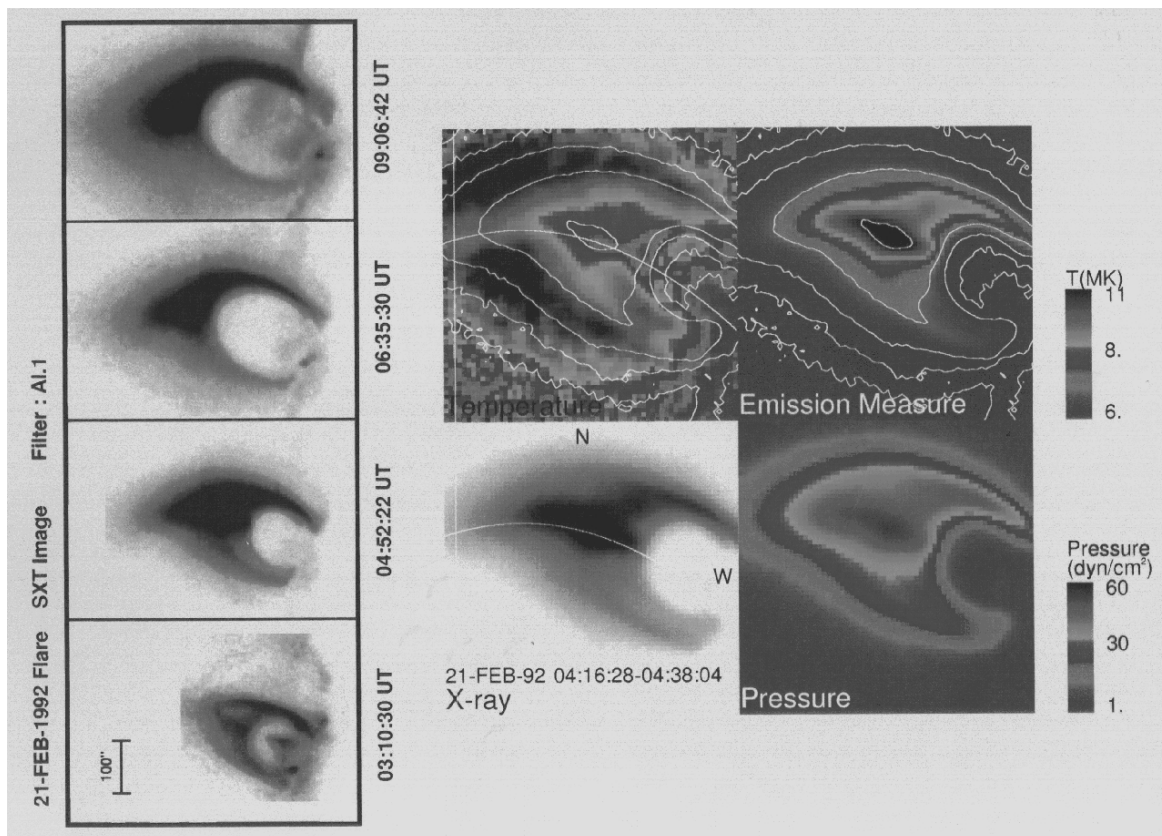 21-FEB-1992 Flare SXT Image Filter : Al.1
09:06:42 UT
06:35:30 UT
04:52:22 UT
03:10:30 UT
100"
Temperature
Emission Measure
N
W
21-FEB-92 04:16:28-04:38:04
X-ray
Pressure
T(MK)
11
8.
6.
Pressure
(dyn/cm²)
60
30
1.